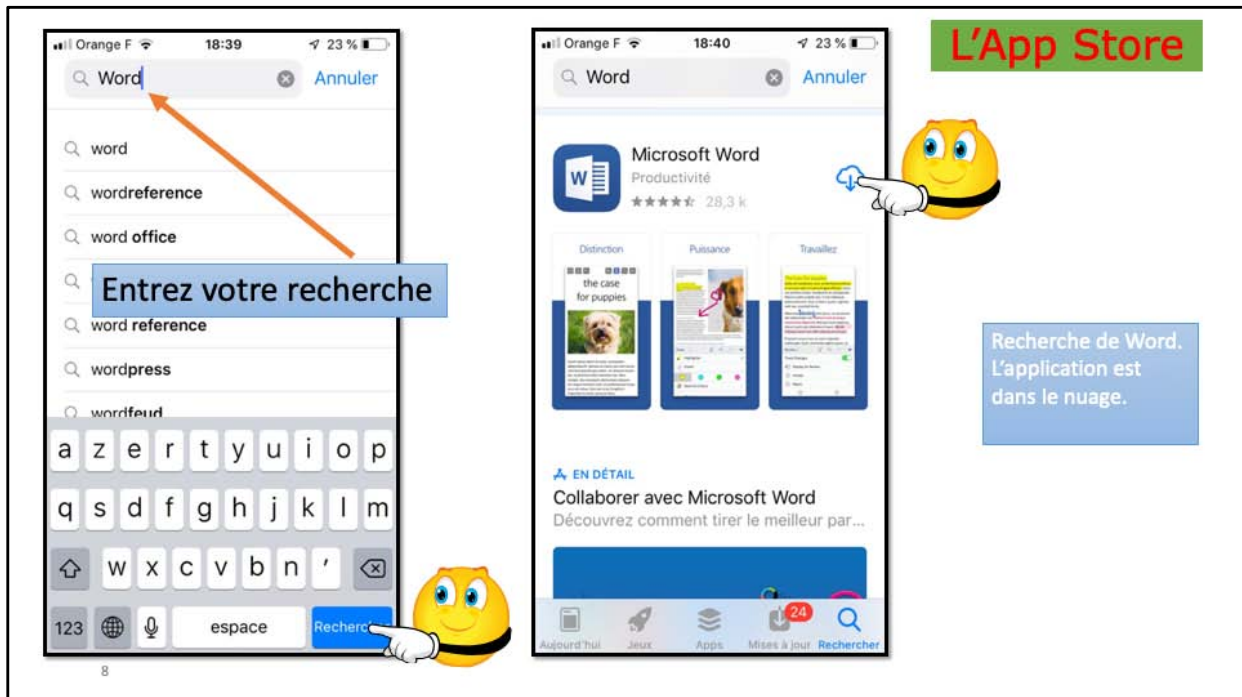 L'App Store
Orange F 18:39 23 %
Word Annuler
word
wordreference
word office
Entrez votre recherche
word reference
wordpress
wordfeud
a z e r t y u i o p
q s d f g h j k l m
w x c v b n '
123 espace Recherc
8
Orange F 18:40 23 %
Word Annuler
Microsoft Word
Productivité
28,3 k
Distinction Puissance Travaillez
the case
for puppies
EN DÉTAIL
Collaborer avec Microsoft Word
Découvrez comment tirer le meilleur par...
24
Aujourd'hui Jeux Apps Mises à jour Rechercher
Recherche de Word.
L'application est
dans le nuage.